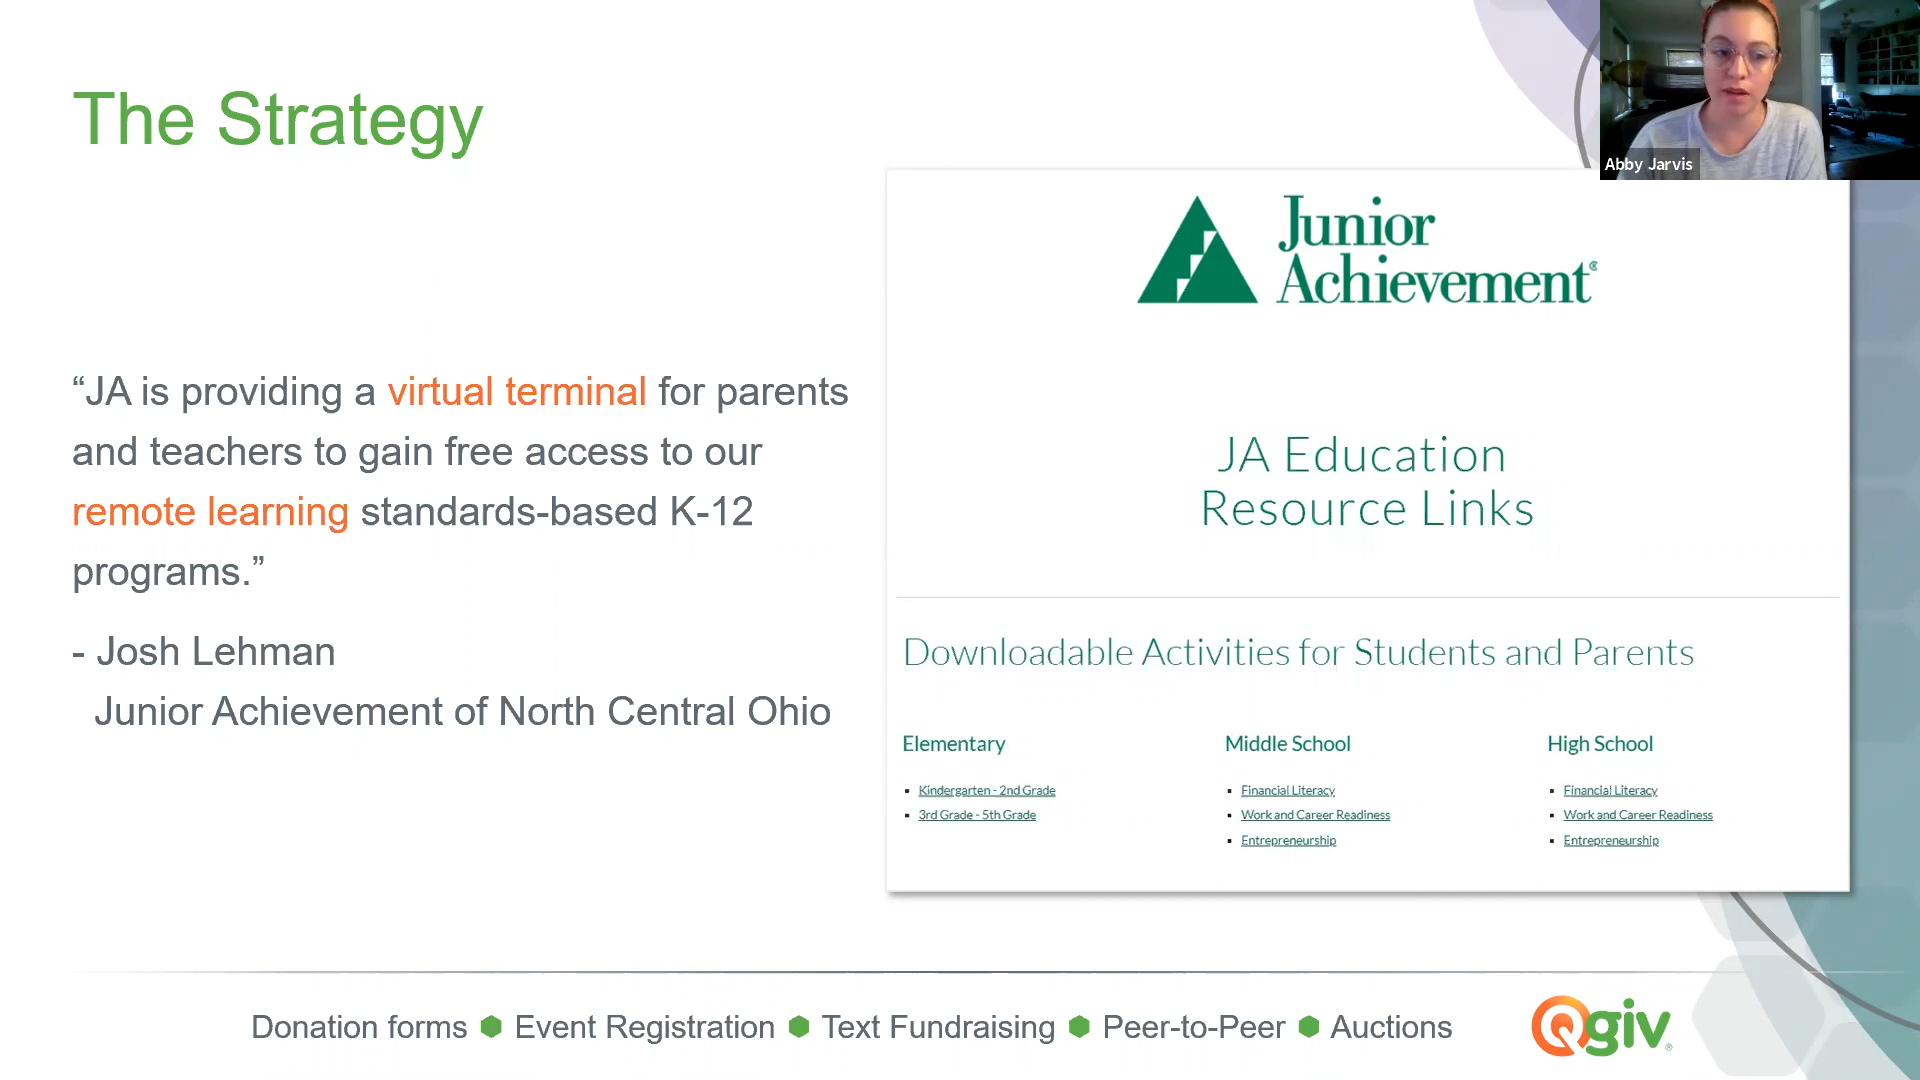 The Strategy
Abby Jarvis
“JA is providing a virtual terminal for parents
and teachers to gain free access to our
remote learning standards-based K-12
programs.”
- Josh Lehman
Junior Achievement of North Central Ohio
Junior
Achievement®
JA Education
Resource Links
Downloadable Activities for Students and Parents
Elementary
Kindergarten - 2nd Grade
3rd Grade - 5th Grade
Middle School
Financial Literacy
Work and Career Readiness
Entrepreneurship
High School
Financial Literacy
Work and Career Readiness
Entrepreneurship
Donation forms Event Registration Text Fundraising Peer-to-Peer Auctions
Qgiv®